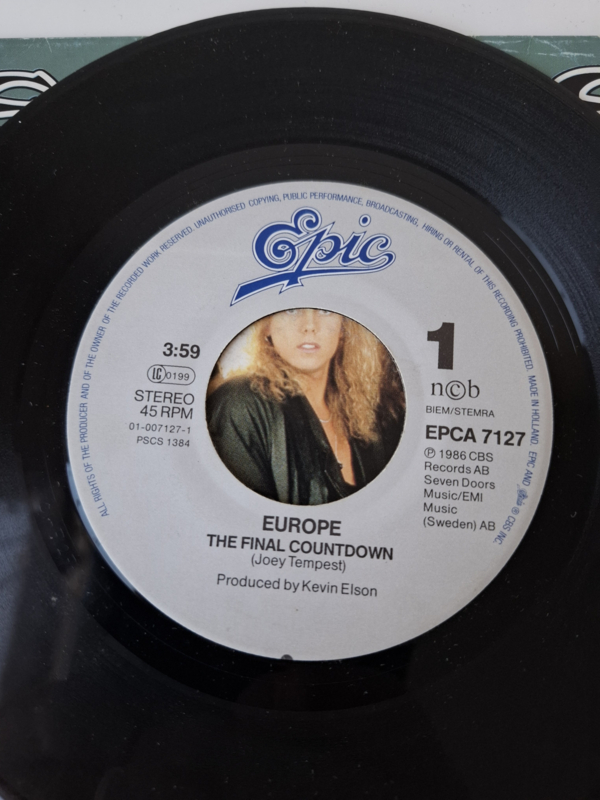 ALL RIGHTS OF THE PRODUCER AND OF THE OWNER OF THE RECORDED WORK RESERVED. UNAUTHORISED COPYING, PUBLIC PERFORMANCE, BROADCASTING, HIRING OR RENTAL OF THIS RECORDING PROHIBITED. MADE IN HOLLAND. EPIC AND ® CBS INC.
Epic
3:59
LC 0199
STEREO
45 RPM
01-007127-1
PSCS 1384
1
n©b
BIEM/STEMRA
EPCA 7127
℗ 1986 CBS
Records AB
Seven Doors
Music/EMI
Music
(Sweden) AB
EUROPE
THE FINAL COUNTDOWN
(Joey Tempest)
Produced by Kevin Elson